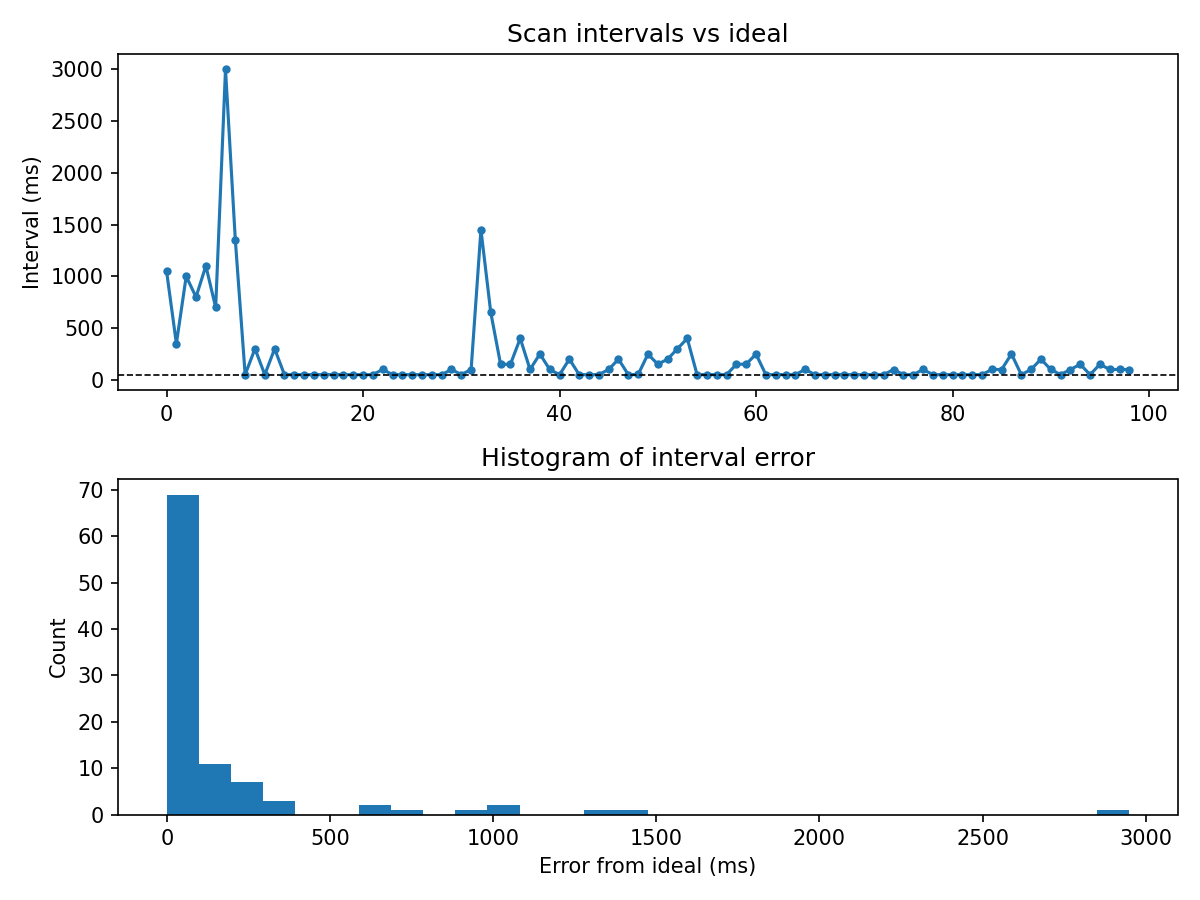 Scan intervals vs ideal
Interval (ms)
3000
2500
2000
1500
1000
500
0
0 20 40 60 80 100
Histogram of interval error
Count
70
60
50
40
30
20
10
0
0 500 1000 1500 2000 2500 3000
Error from ideal (ms)